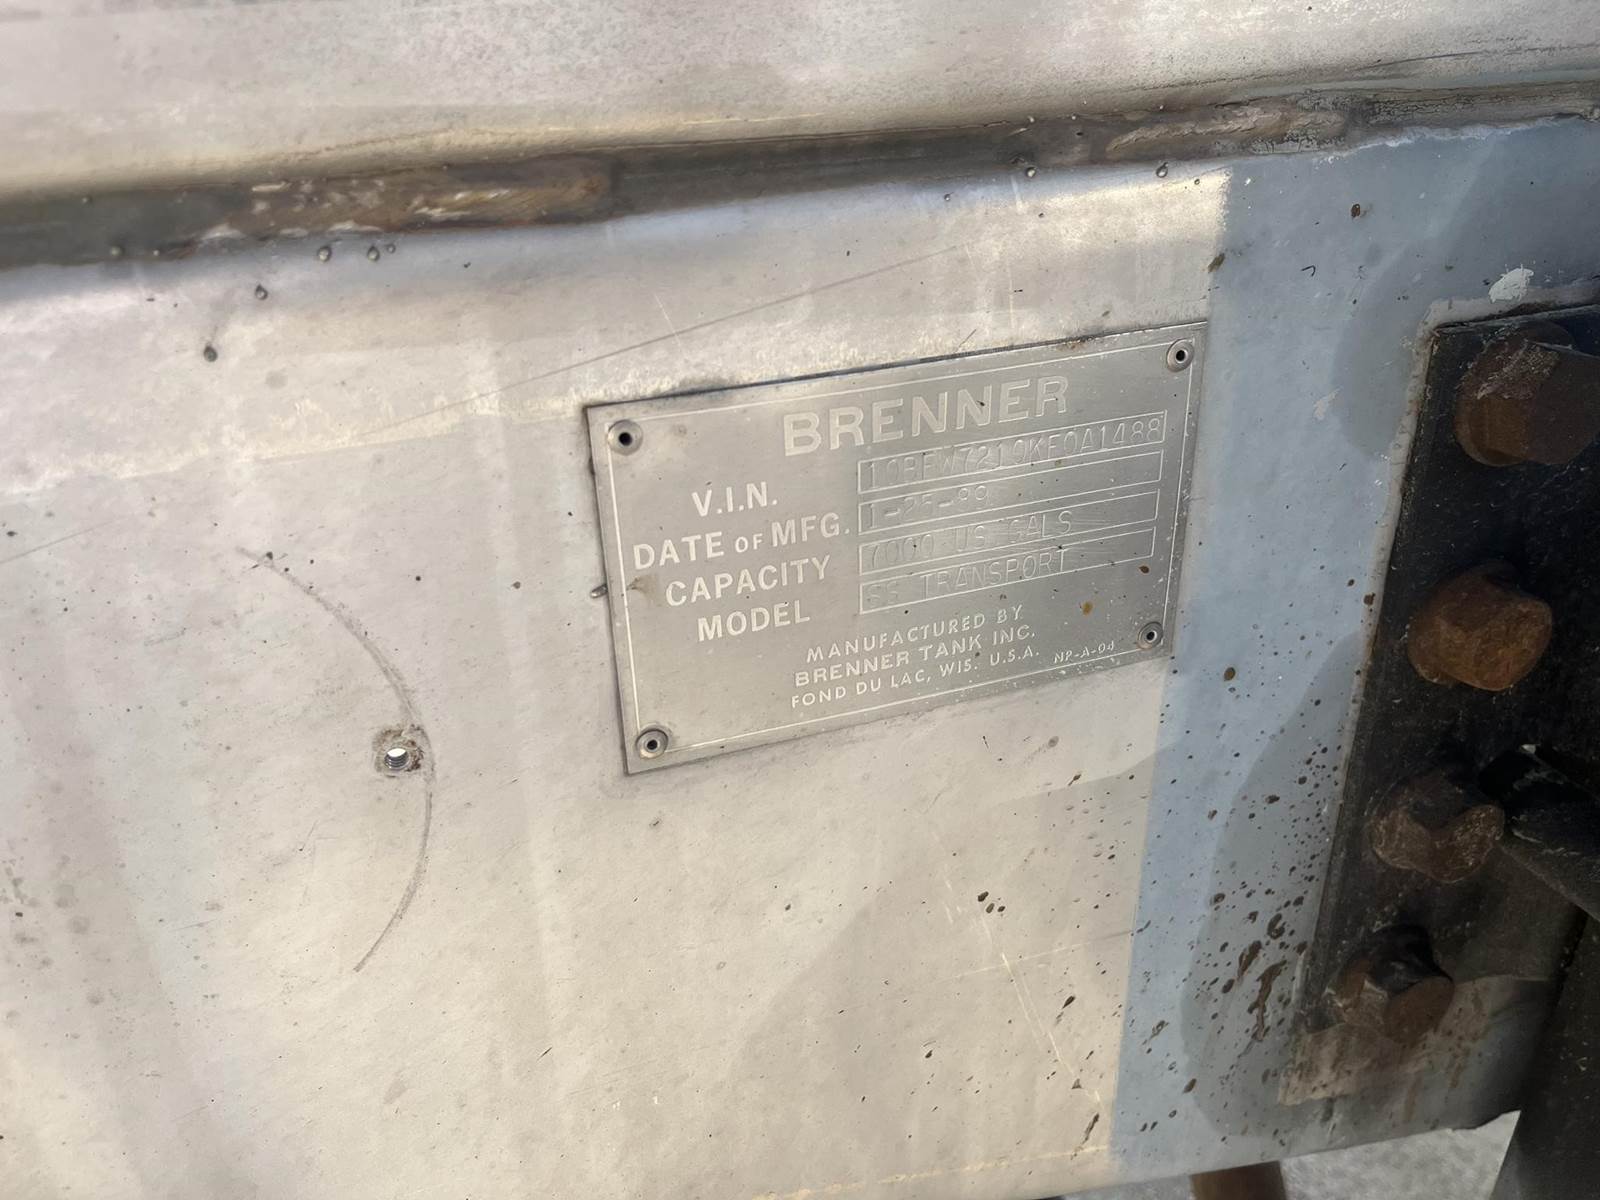 BRENNER
V.I.N. 10BFW7210KF0A1488
DATE OF MFG. 1-25-89
CAPACITY 7000 US GALS
MODEL SS TRANSPORT
MANUFACTURED BY
BRENNER TANK INC.
FOND DU LAC, WIS. U.S.A. NP-A-04